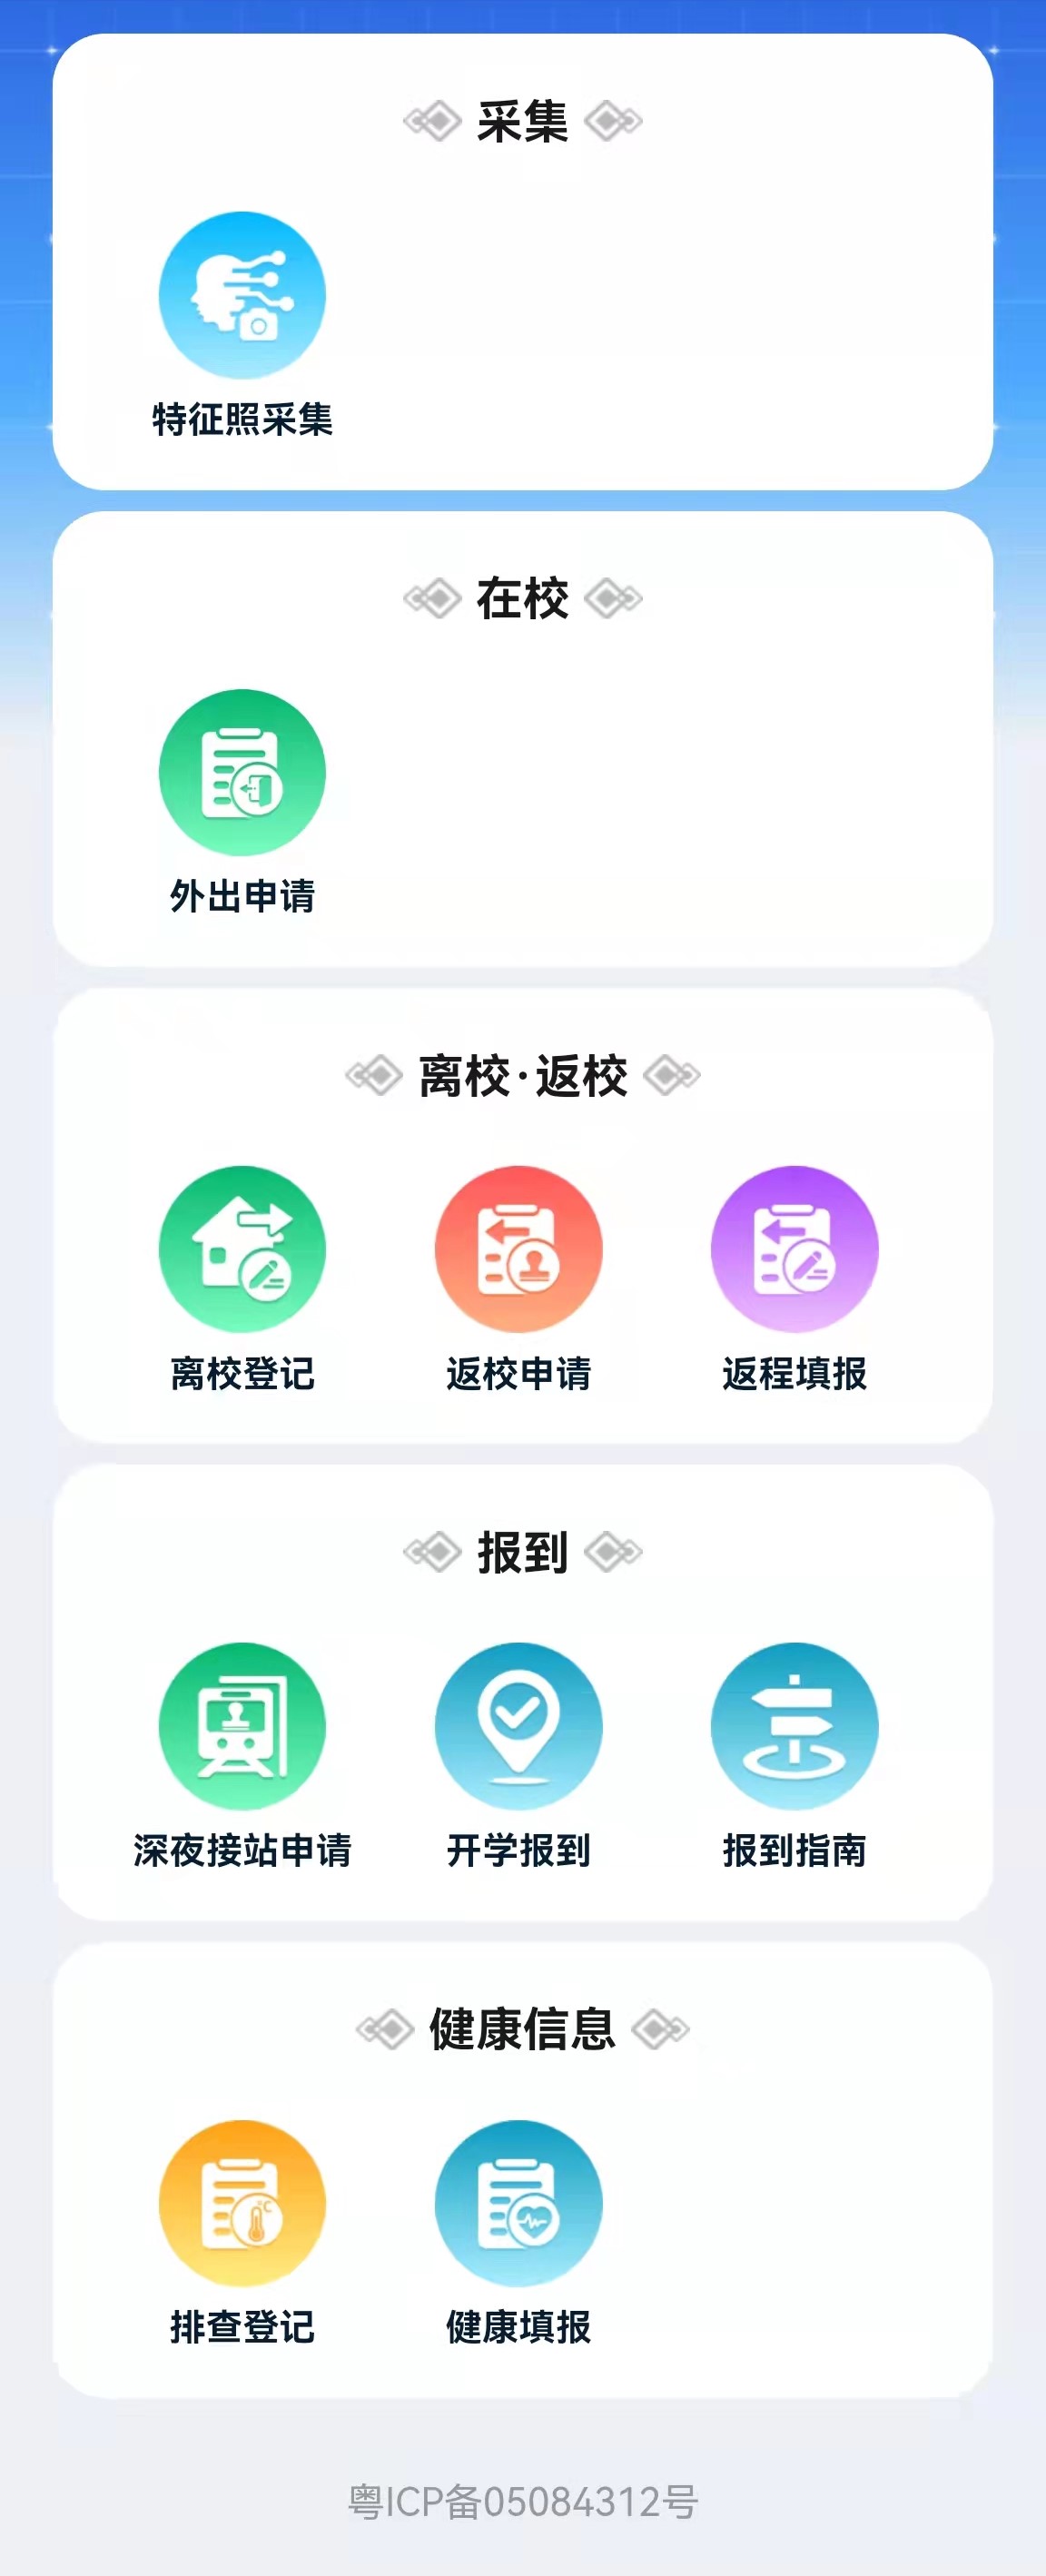 采集
特征照采集
在校
外出申请
离校·返校
离校登记 返校申请 返程填报
报到
深夜接站申请 开学报到 报到指南
健康信息
°C
排查登记 健康填报
粤ICP备05084312号